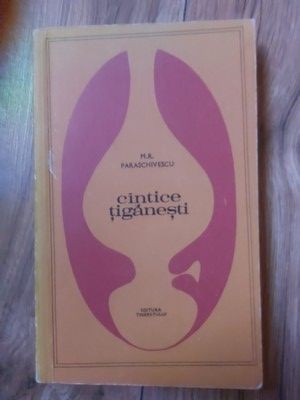 M.R.
PARASCHIVESCU
cîntice
țigănești
EDITURA
TINERETULUI